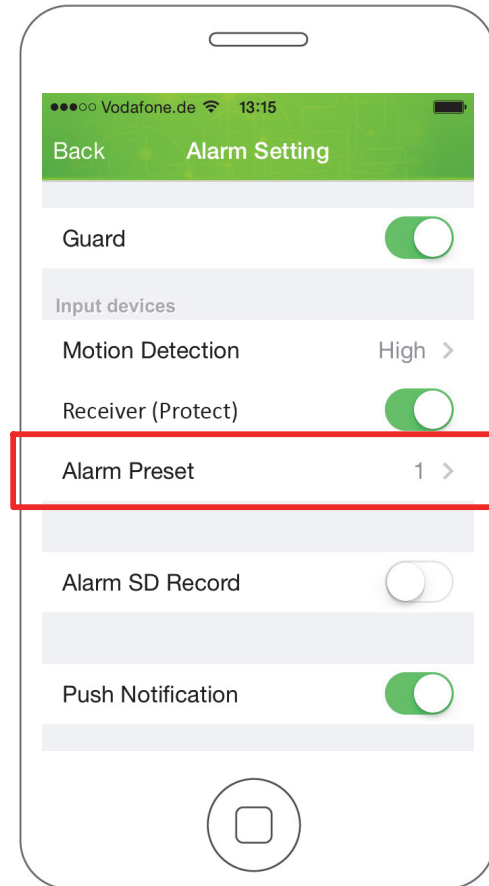 Vodafone.de 13:15
Back Alarm Setting
Guard
Input devices
Motion Detection High >
Receiver (Protect)
Alarm Preset 1 >
Alarm SD Record
Push Notification